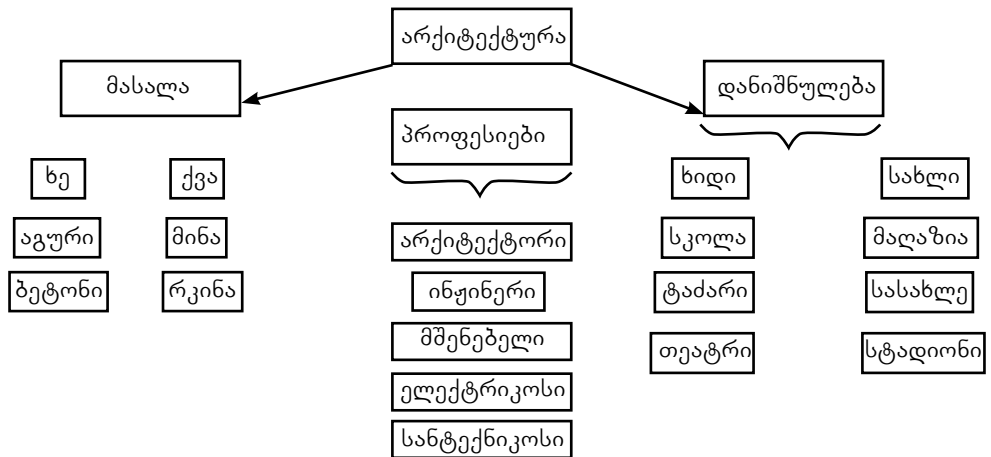 არქიტექტურა
მასალა
დანიშნულება
პროფესიები
ხე
ქვა
აგური
მინა
ბეტონი
რკინა
არქიტექტორი
ინჟინერი
მშენებელი
ელექტრიკოსი
სანტექნიკოსი
ხიდი
სახლი
სკოლა
მაღაზია
ტაძარი
სასახლე
თეატრი
სტადიონი